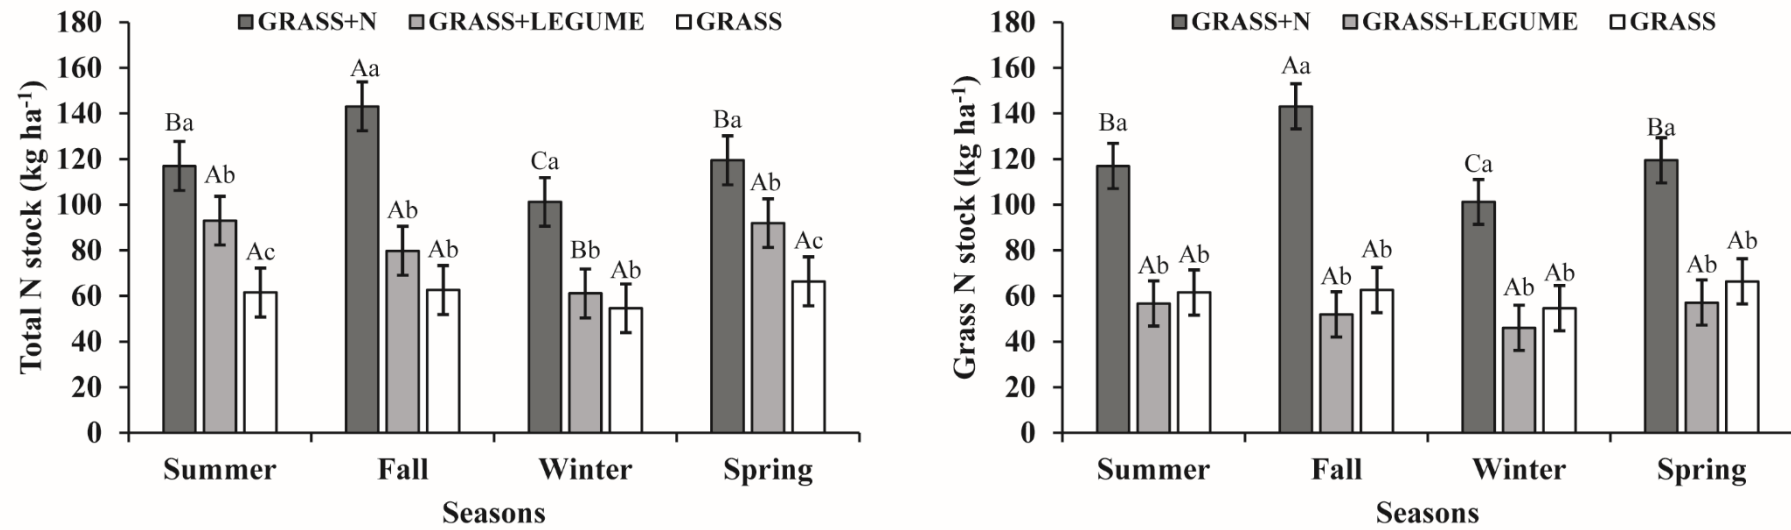 GRASS+N GRASS+LEGUME GRASS
Total N stock (kg ha-1)
180
160
140
120
100
80
60
40
20
0
Ba
Ab
Ac
Aa
Ab
Ab
Ca
Bb
Ab
Ba
Ab
Ac
Summer Fall Winter Spring
Seasons
GRASS+N GRASS+LEGUME GRASS
Grass N stock (kg ha-1)
180
160
140
120
100
80
60
40
20
0
Ba
Ab
Ab
Aa
Ab
Ab
Ca
Ab
Ab
Ba
Ab
Ab
Summer Fall Winter Spring
Seasons